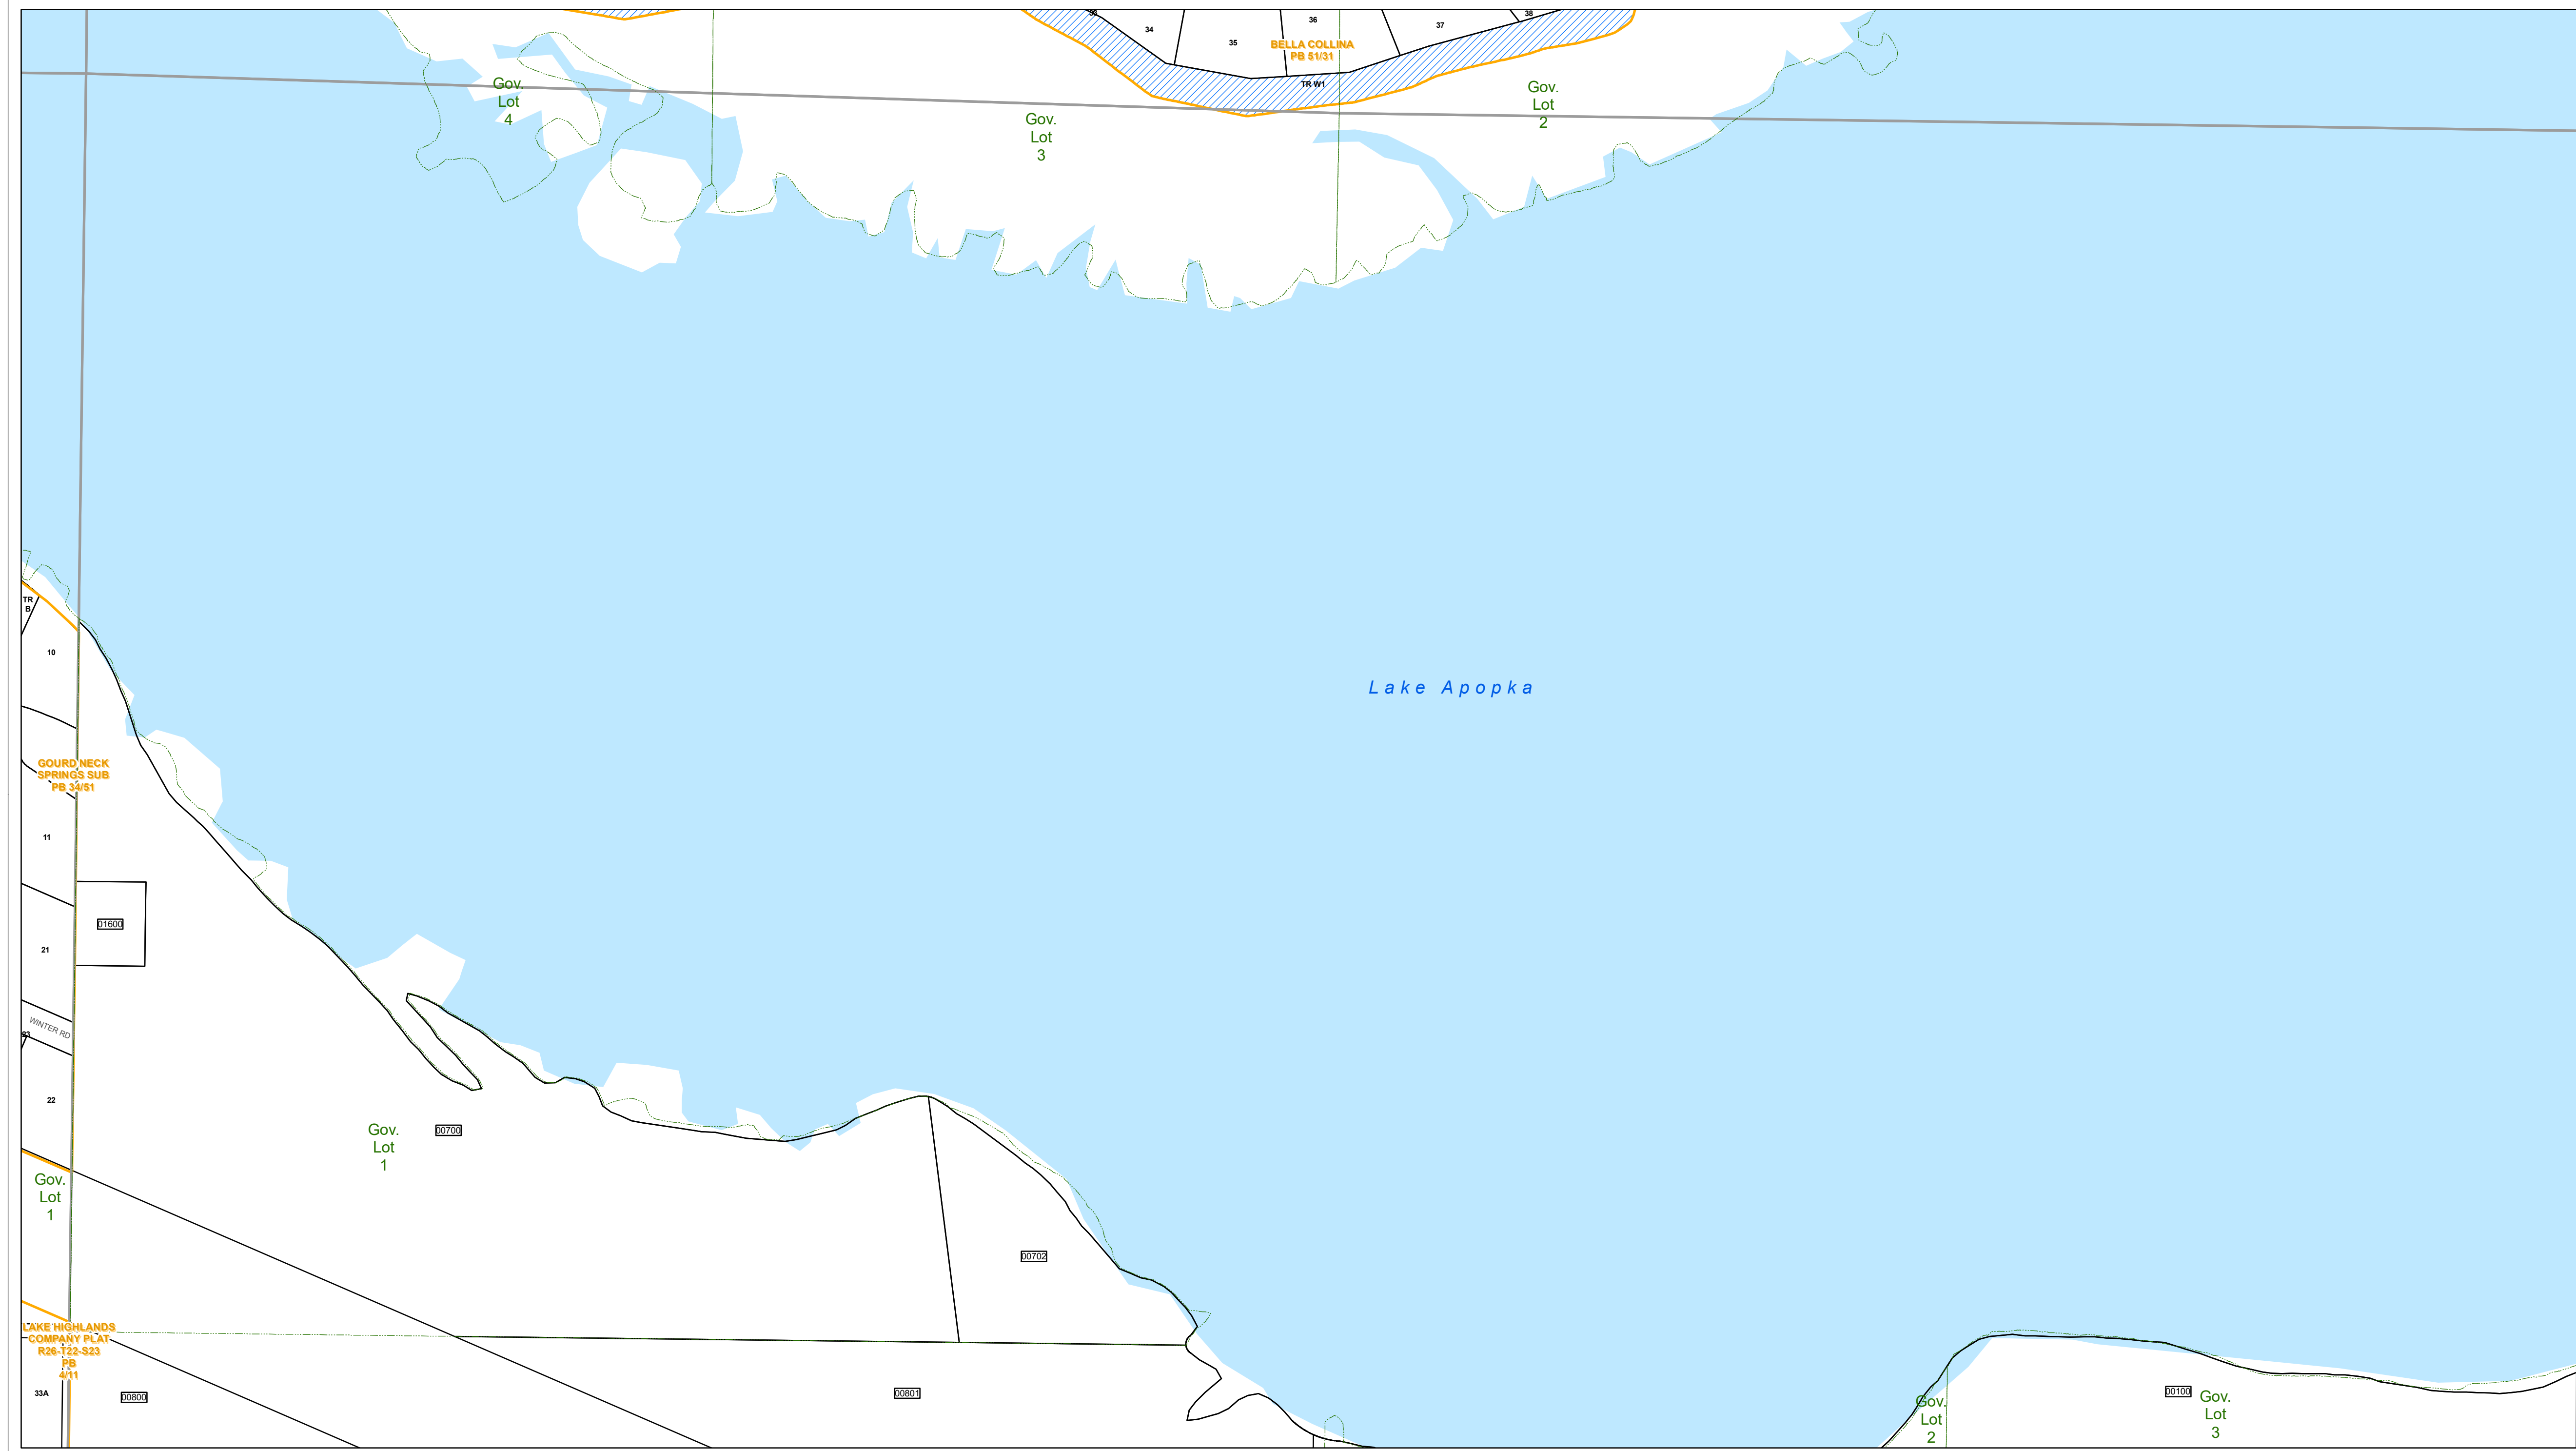 33
34
35
36
37
38
BELLA COLLINA
PB 51/31
TR W1
Gov.
Lot
4
Gov.
Lot
3
Gov.
Lot
2
TR
B
10
Lake Apopka
GOURD NECK
SPRINGS SUB
PB 34/51
11
01600
21
WINTER RD
23
22
Gov.
Lot
1
00700
Gov.
Lot
1
00702
LAKE HIGHLANDS
COMPANY PLAT
R26-T22-S23
PB
4/11
33A
00800
00801
Gov.
Lot
2
00100
Gov.
Lot
3